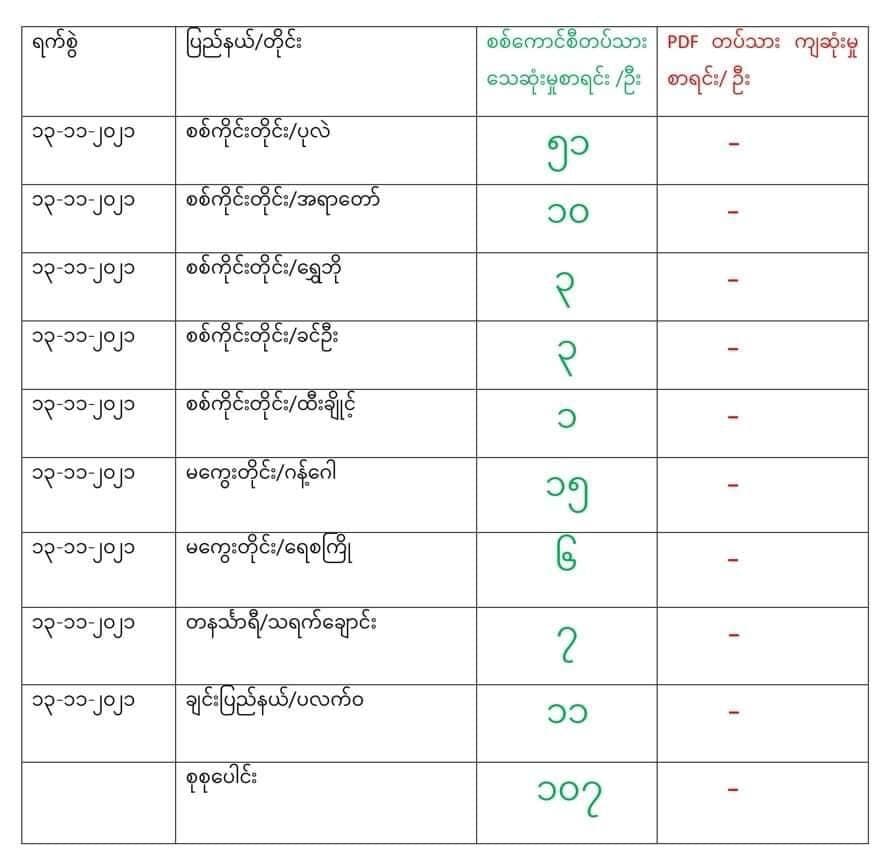 ရက်စွဲ ပြည်နယ်/တိုင်း စစ်ကောင်စီတပ်သား PDF တပ်သား ကျဆုံးမှု
သေဆုံးမှုစာရင်း /ဦး စာရင်း/ ဦး
၁၃-၁၁-၂၀၂၁ စစ်ကိုင်းတိုင်း/ပုလဲ ၅၁ -
၁၃-၁၁-၂၀၂၁ စစ်ကိုင်းတိုင်း/အရာတော် ၁၀ -
၁၃-၁၁-၂၀၂၁ စစ်ကိုင်းတိုင်း/ရွှေဘို ၃ -
၁၃-၁၁-၂၀၂၁ စစ်ကိုင်းတိုင်း/ခင်ဦး ၃ -
၁၃-၁၁-၂၀၂၁ စစ်ကိုင်းတိုင်း/ထီးချိုင့် ၁ -
၁၃-၁၁-၂၀၂၁ မကွေးတိုင်း/ဂန့်ဂေါ ၁၅ -
၁၃-၁၁-၂၀၂၁ မကွေးတိုင်း/ရေစကြို ၆ -
၁၃-၁၁-၂၀၂၁ တနင်္သာရီ/သရက်ချောင်း ၇ -
၁၃-၁၁-၂၀၂၁ ချင်းပြည်နယ်/ပလက်ဝ ၁၁ -
စုစုပေါင်း ၁၀၇ -